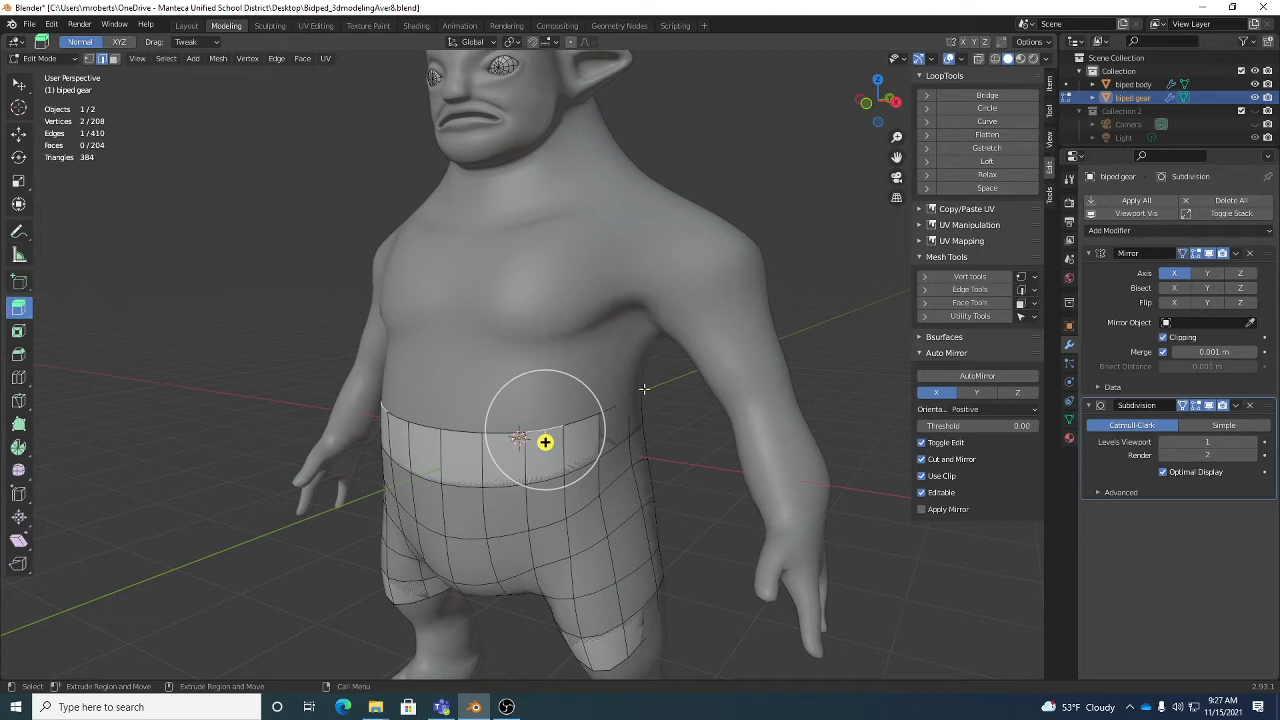 Blender* [C:\Users\mroberts\OneDrive - Manteca Unified School District\Desktop\Bidped_3dmodelingAver8.blend]
File Edit Render Window Help Layout Modeling Sculpting UV Editing Texture Paint Shading Animation Rendering Compositing Geometry Nodes Scripting + Scene View Layer
Normal XYZ Drag: Tweak Global X Y Z Options
Edit Mode View Select Add Mesh Vertex Edge Face UV
User Perspective
(1) biped gear
Objects 1/2
Vertices 2/208
Edges 1/410
Faces 0/204
Triangles 384
Z
Y
X
LoopTools
Bridge
Circle
Curve
Flatten
Gstretch
Loft
Relax
Space
Copy/Paste UV
UV Manipulation
UV Mapping
Mesh Tools
Vert tools
Edge Tools
Face Tools
Utility Tools
Bsurfaces
Auto Mirror
AutoMirror
X Y Z
Orienta... Positive
Threshold 0.00
Toggle Edit
Cut and Mirror
Use Clip
Editable
Apply Mirror
Item
Tool
View
Edit
Tools
Scene Collection
Collection
biped body
biped gear
Collection 2
Camera
Light
biped gear > Subdivision
Apply All Delete All
Viewport Vis Toggle Stack
Add Modifier
Mirror
Axis X Y Z
Bisect X Y Z
Flip X Y Z
Mirror Object
Clipping
Merge 0.001 m
Bisect Distance 0.001 m
Data
Subdivision
Catmull-Clark Simple
Levels Viewport 1
Render 2
Optimal Display
Advanced
Select Extrude Region and Move Extrude Region and Move Call Menu 2.93.1
Type here to search
53°F Cloudy
9:27 AM
11/15/2021